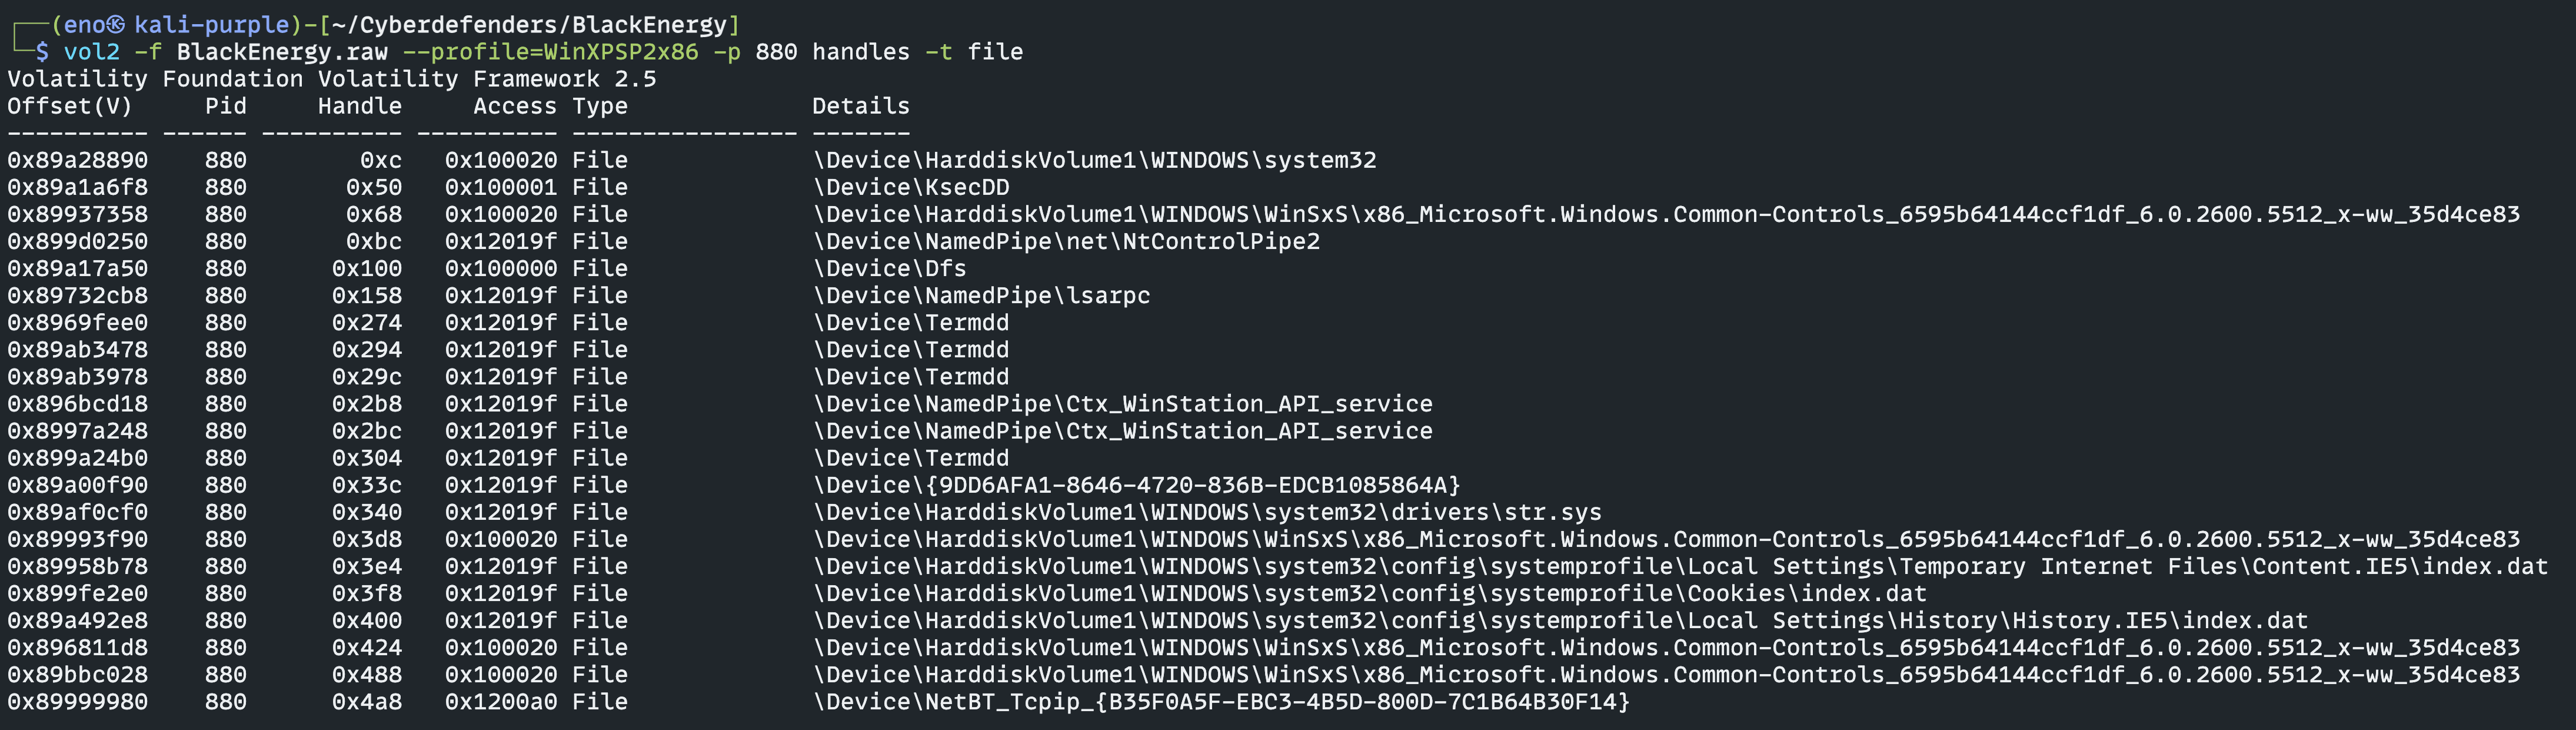 ┌──(eno㉿kali-purple)-[~/Cyberdefenders/BlackEnergy]
└─$ vol2 -f BlackEnergy.raw --profile=WinXPSP2x86 -p 880 handles -t file
Volatility Foundation Volatility Framework 2.5
Offset(V)     Pid     Handle     Access Type             Details
---------- ------ ---------- ---------- ---------------- -------
0x89a28890    880        0xc   0x100020 File             \Device\HarddiskVolume1\WINDOWS\system32
0x89a1a6f8    880       0x50   0x100001 File             \Device\KsecDD
0x89937358    880       0x68   0x100020 File             \Device\HarddiskVolume1\WINDOWS\WinSxS\x86_Microsoft.Windows.Common-Controls_6595b64144ccf1df_6.0.2600.5512_x-ww_35d4ce83
0x899d0250    880       0xbc   0x12019f File             \Device\NamedPipe\net\NtControlPipe2
0x89a17a50    880      0x100   0x100000 File             \Device\Dfs
0x89732cb8    880      0x158   0x12019f File             \Device\NamedPipe\lsarpc
0x8969fee0    880      0x274   0x12019f File             \Device\Termdd
0x89ab3478    880      0x294   0x12019f File             \Device\Termdd
0x89ab3978    880      0x29c   0x12019f File             \Device\Termdd
0x896bcd18    880      0x2b8   0x12019f File             \Device\NamedPipe\Ctx_WinStation_API_service
0x8997a248    880      0x2bc   0x12019f File             \Device\NamedPipe\Ctx_WinStation_API_service
0x899a24b0    880      0x304   0x12019f File             \Device\Termdd
0x89a00f90    880      0x33c   0x12019f File             \Device\{9DD6AFA1-8646-4720-836B-EDCB1085864A}
0x89af0cf0    880      0x340   0x12019f File             \Device\HarddiskVolume1\WINDOWS\system32\drivers\str.sys
0x89993f90    880      0x3d8   0x100020 File             \Device\HarddiskVolume1\WINDOWS\WinSxS\x86_Microsoft.Windows.Common-Controls_6595b64144ccf1df_6.0.2600.5512_x-ww_35d4ce83
0x89958b78    880      0x3e4   0x12019f File             \Device\HarddiskVolume1\WINDOWS\system32\config\systemprofile\Local Settings\Temporary Internet Files\Content.IE5\index.dat
0x899fe2e0    880      0x3f8   0x12019f File             \Device\HarddiskVolume1\WINDOWS\system32\config\systemprofile\Cookies\index.dat
0x89a492e8    880      0x400   0x12019f File             \Device\HarddiskVolume1\WINDOWS\system32\config\systemprofile\Local Settings\History\History.IE5\index.dat
0x896811d8    880      0x424   0x100020 File             \Device\HarddiskVolume1\WINDOWS\WinSxS\x86_Microsoft.Windows.Common-Controls_6595b64144ccf1df_6.0.2600.5512_x-ww_35d4ce83
0x89bbc028    880      0x488   0x100020 File             \Device\HarddiskVolume1\WINDOWS\WinSxS\x86_Microsoft.Windows.Common-Controls_6595b64144ccf1df_6.0.2600.5512_x-ww_35d4ce83
0x89999980    880      0x4a8   0x1200a0 File             \Device\NetBT_Tcpip_{B35F0A5F-EBC3-4B5D-800D-7C1B64B30F14}